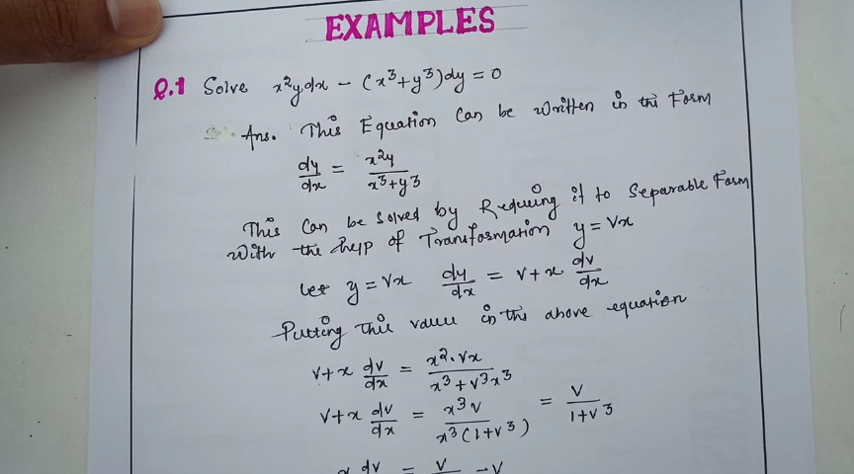 EXAMPLES
Q.1 Solve x²ydx - (x³+y³)dy = 0
Ans. This Equation Can be Written in the Form
dy/dx = x²y/x³+y³
This Can be Solved by Reducing it to Separable Form
With the help of Transformation y = vx
Let y = vx dy/dx = v+x dv/dx
Putting this value in the above equation
v+x dv/dx = x²·vx/x³+v³x³
v+x dv/dx = x³v/x³(1+v³) = v/1+v³
x dv/dx = v -v